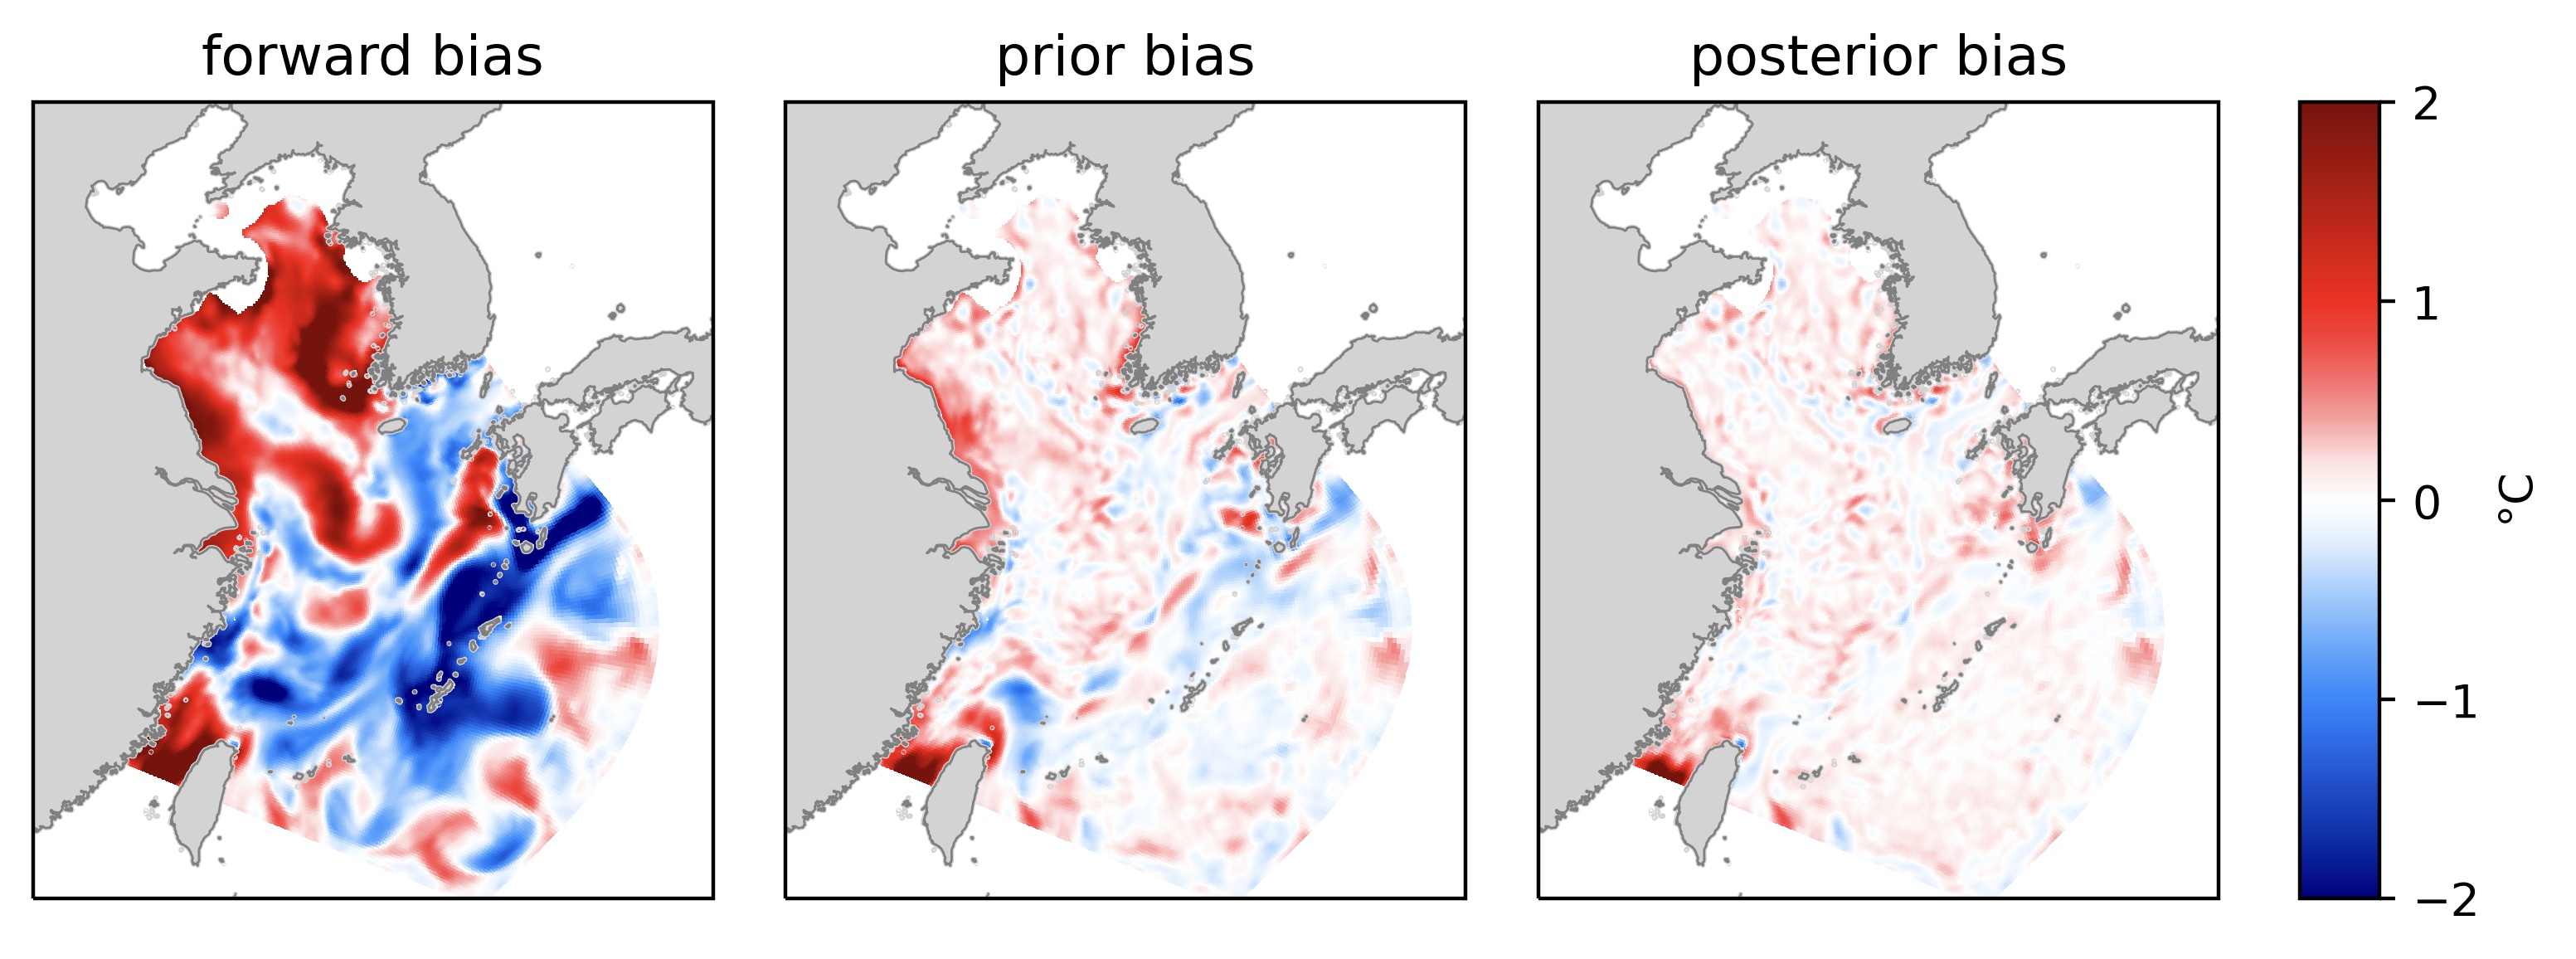 forward bias
prior bias
posterior bias
2
1
0
−1
−2
°C